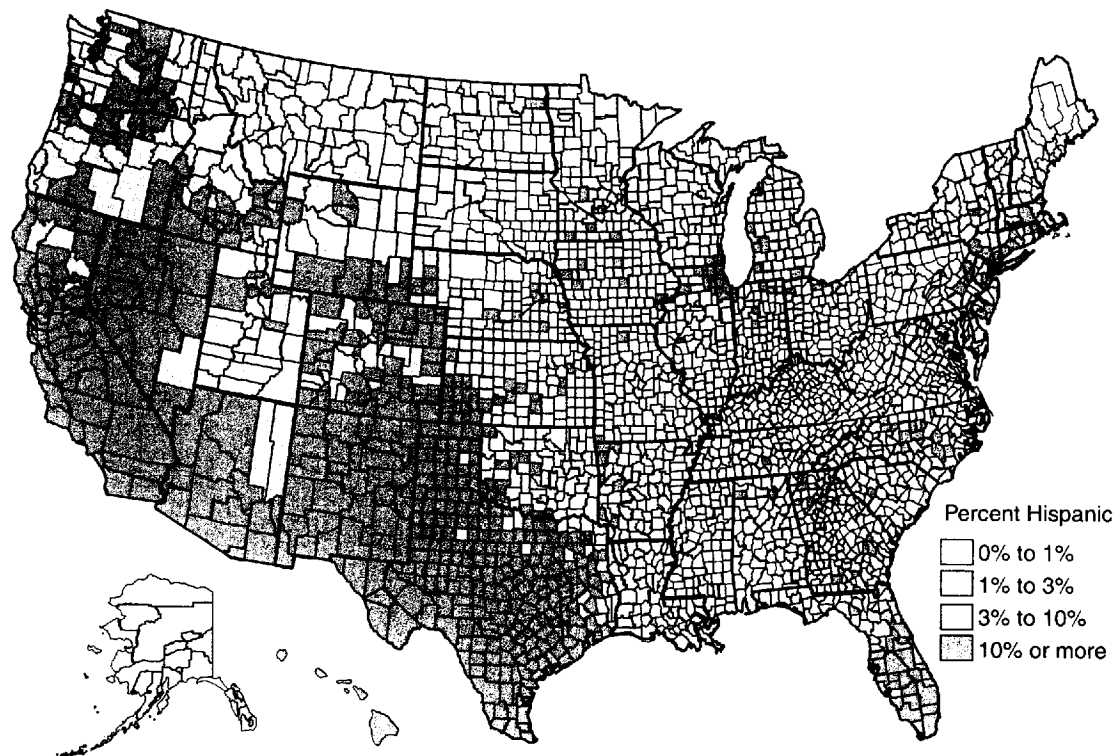 Percent Hispanic
0% to 1%
1% to 3%
3% to 10%
10% or more